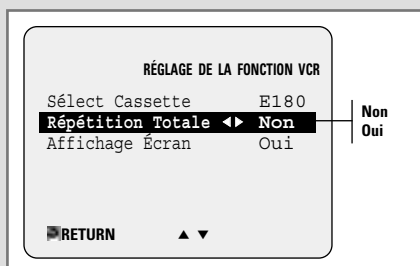 RÉGLAGE DE LA FONCTION VCR
Sélect Cassette E180
Répétition Totale ◄► Non
Affichage Écran Oui
RETURN ▲ ▼
Non
Oui